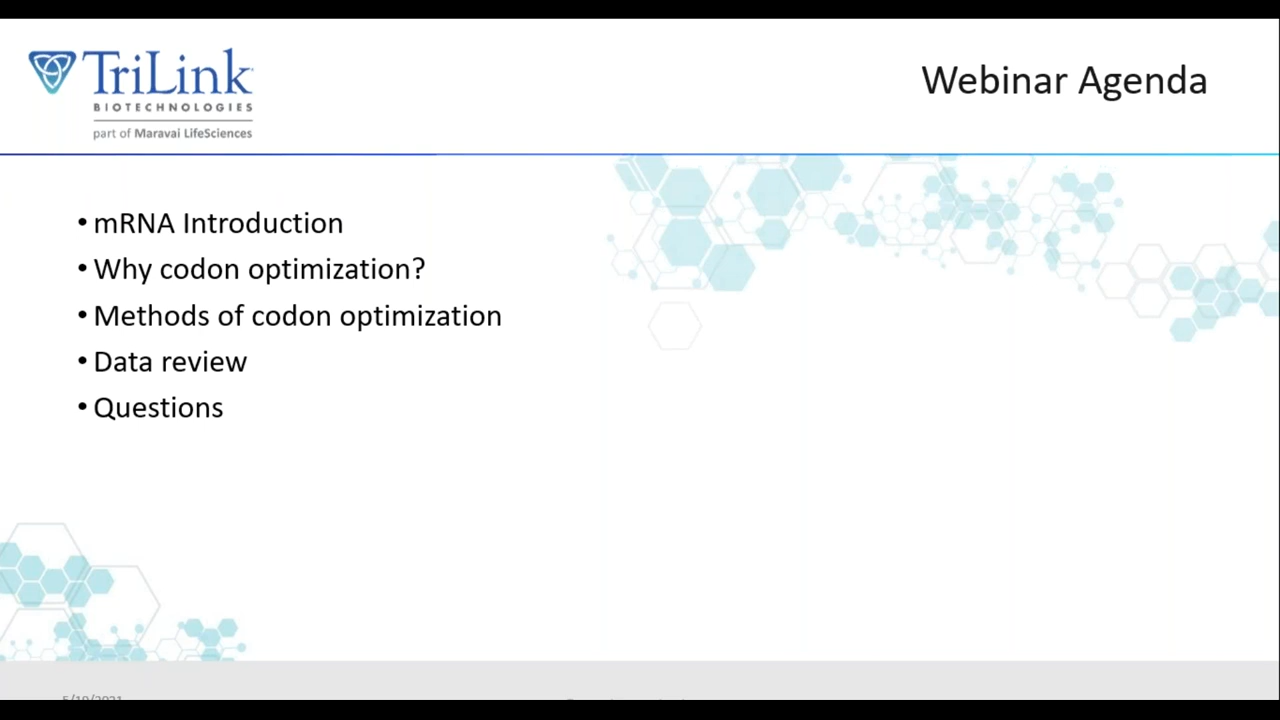 TriLink
BIOTECHNOLOGIES
part of Maravai LifeSciences
Webinar Agenda
• mRNA Introduction
• Why codon optimization?
• Methods of codon optimization
• Data review
• Questions